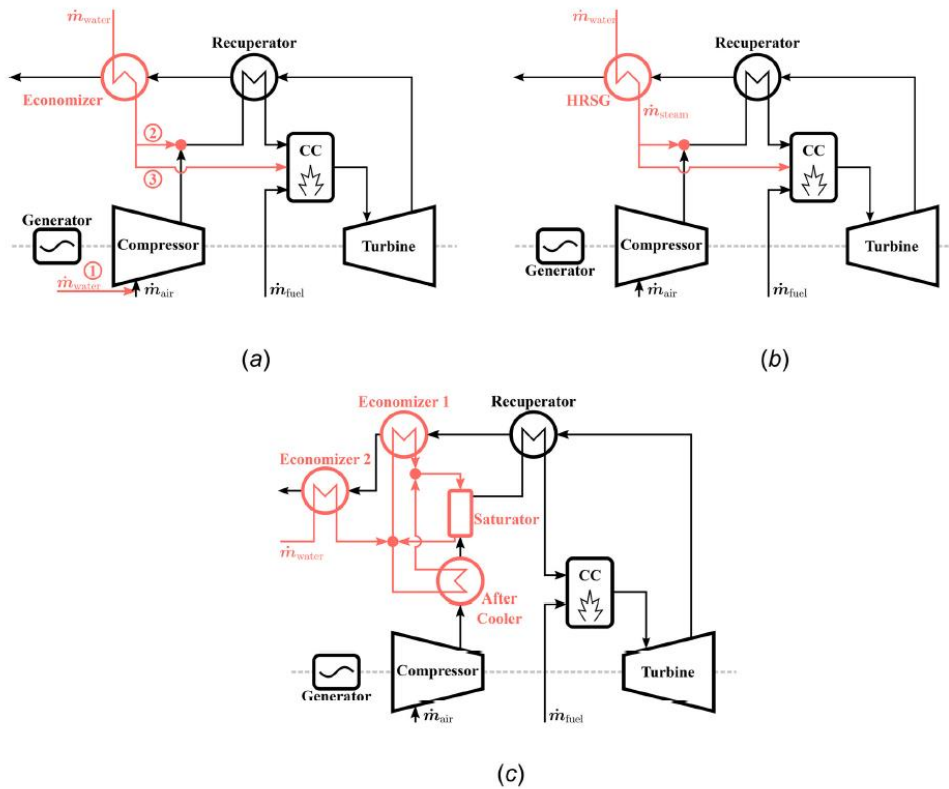 ṁwater
Recuperator
Economizer
②
③
CC
Generator
Compressor
Turbine
①
ṁwater
ṁair
ṁfuel
(a)
ṁwater
Recuperator
HRSG
ṁsteam
CC
Compressor
Turbine
Generator
ṁair
ṁfuel
(b)
Economizer 1
Recuperator
Economizer 2
Saturator
ṁwater
CC
After
Cooler
Compressor
Turbine
Generator
ṁair
ṁfuel
(c)